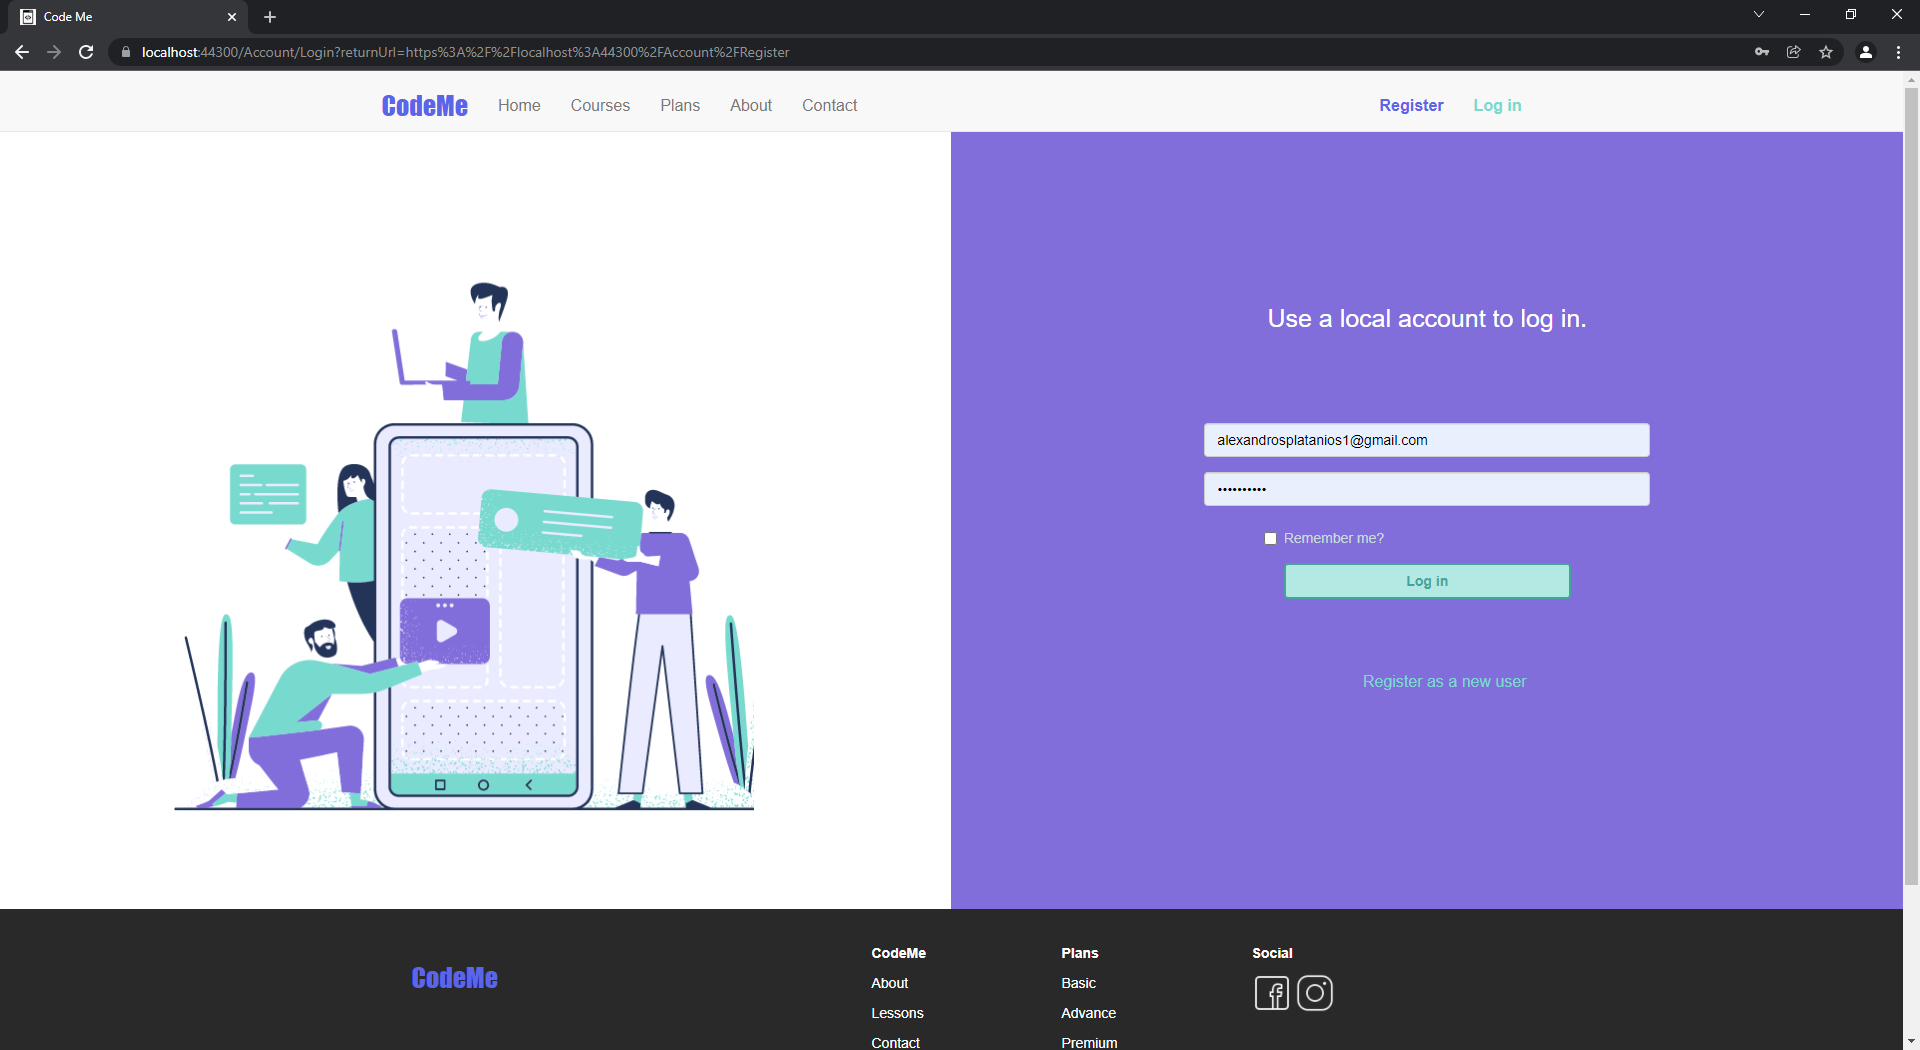 Code Me
localhost:44300/Account/Login?returnUrl=https%3A%2F%2Flocalhost%3A44300%2FAccount%2FRegister
CodeMe Home Courses Plans About Contact Register Log in
Use a local account to log in.
alexandrosplatanios1@gmail.com
••••••••••
Remember me?
Log in
Register as a new user
CodeMe
CodeMe
About
Lessons
Contact
Plans
Basic
Advance
Premium
Social